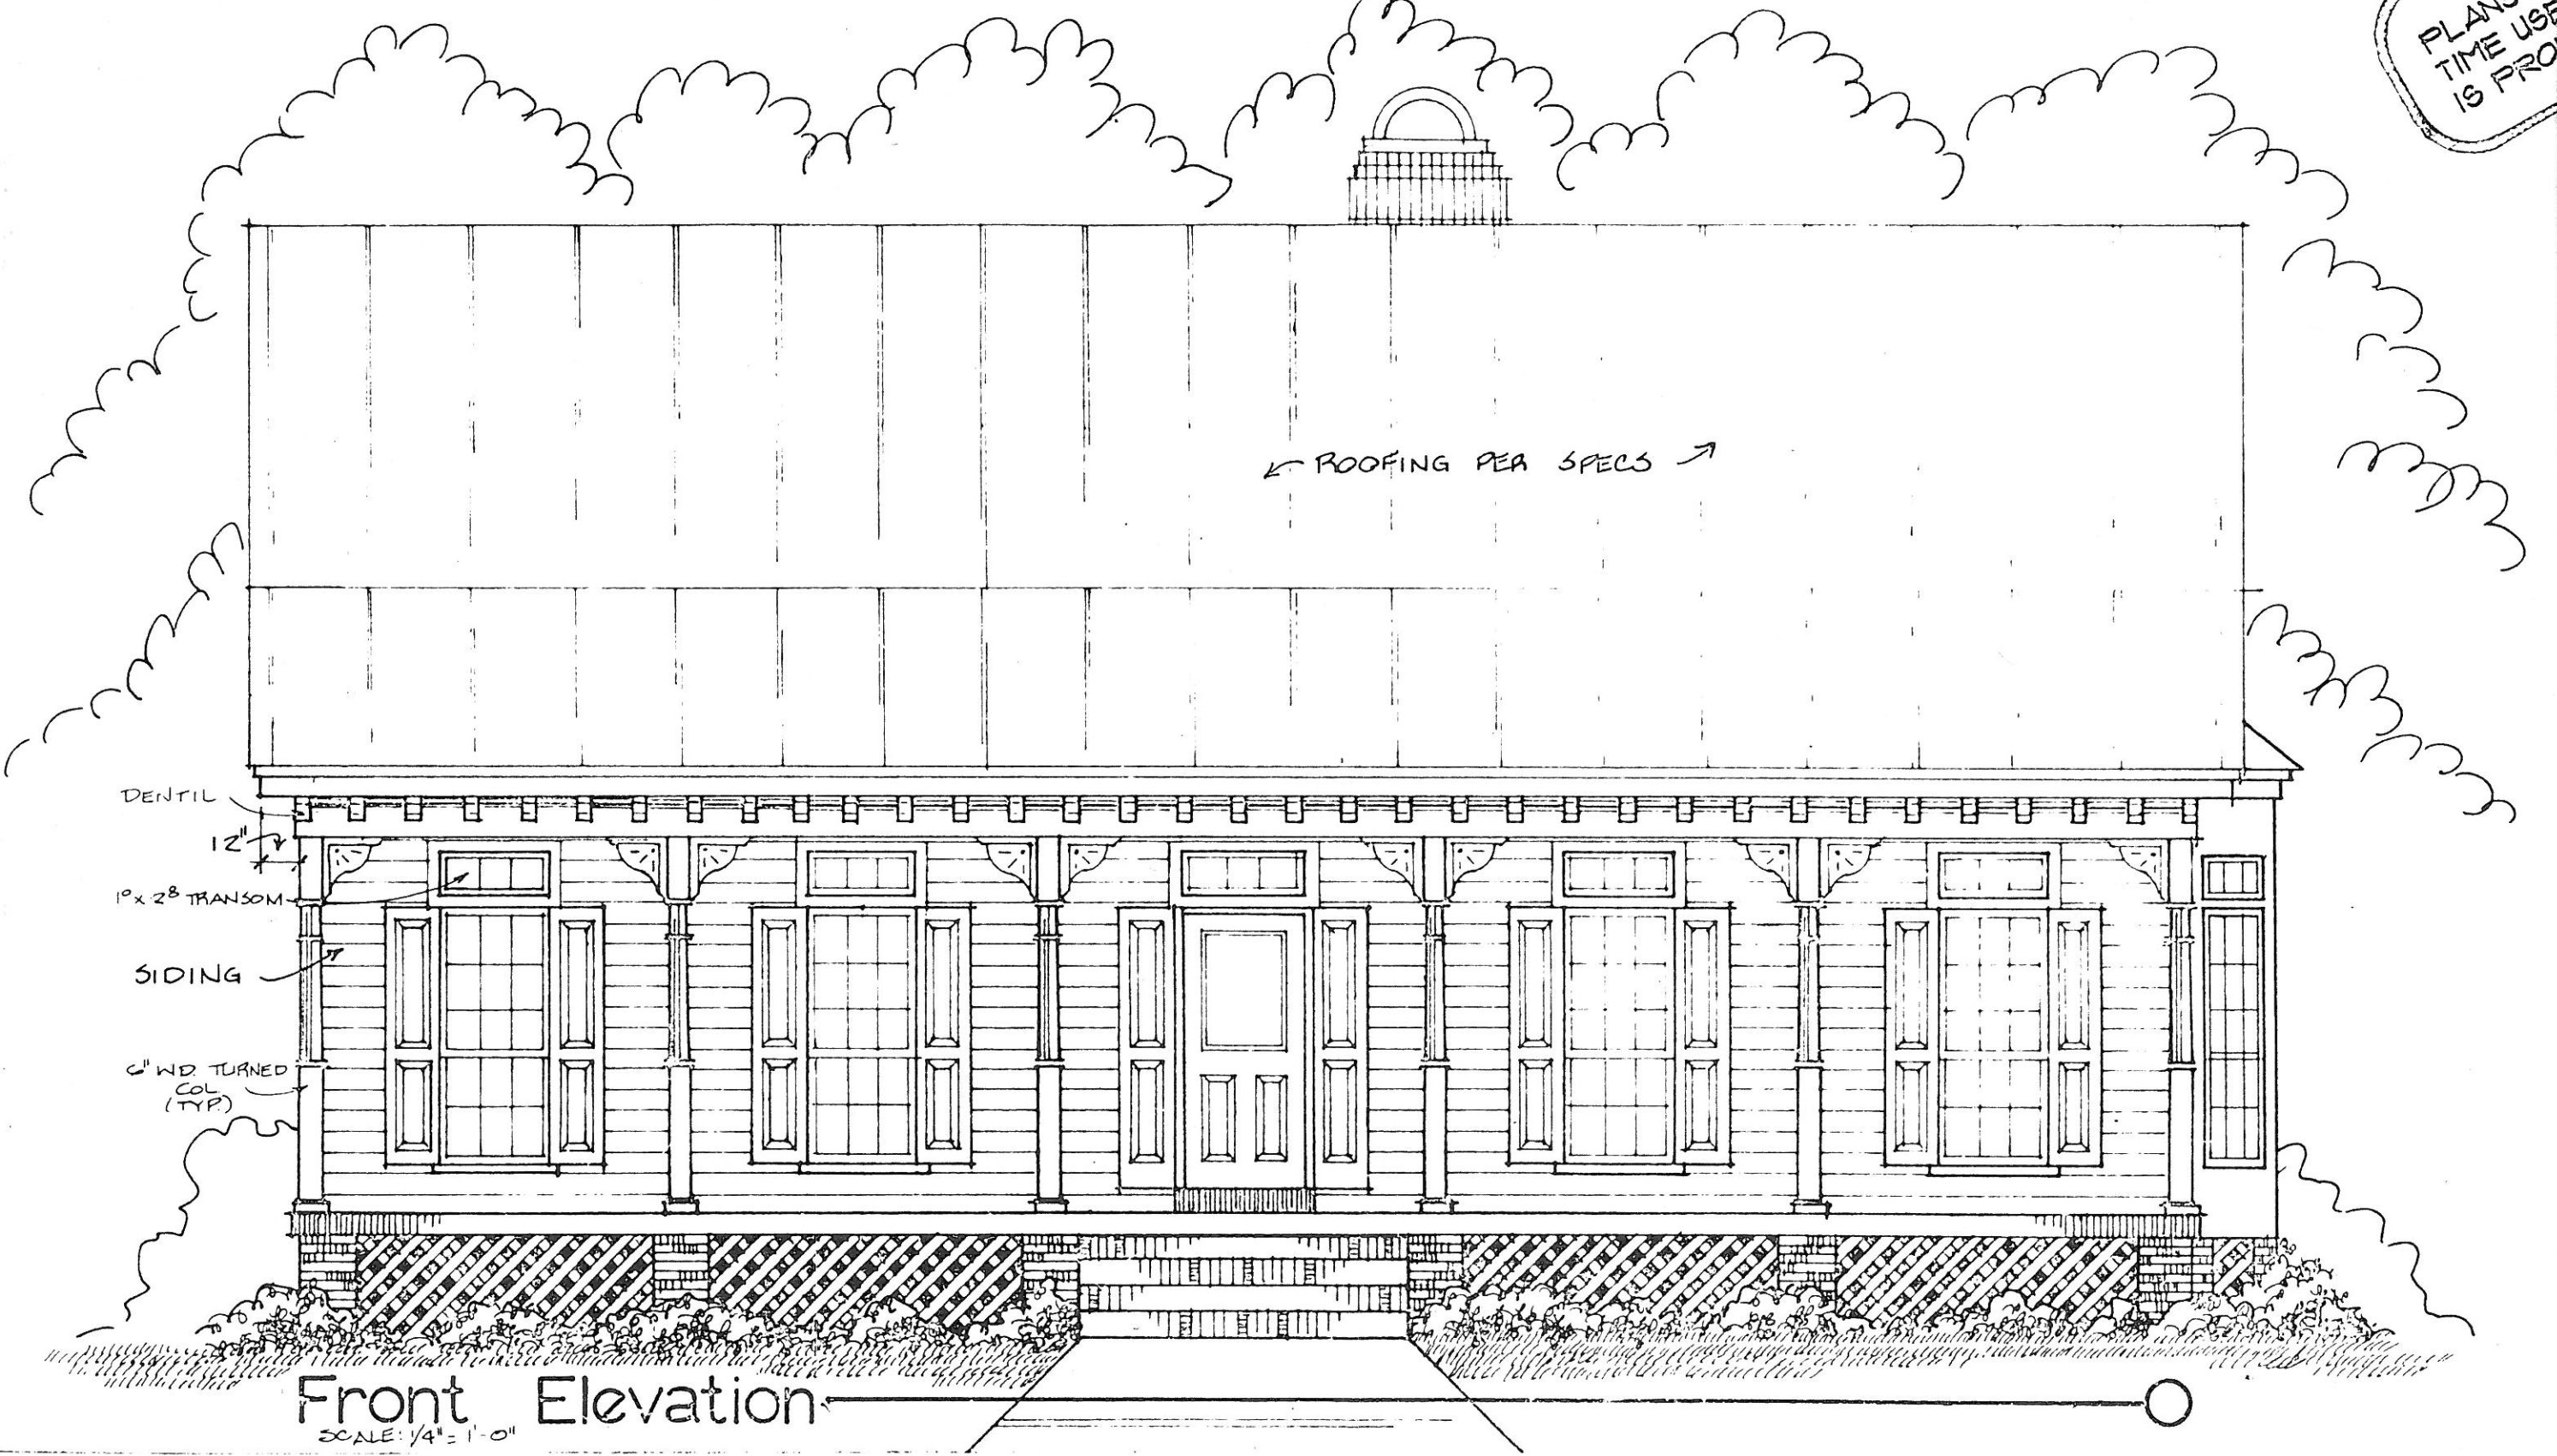 PLANS
TIME USE
IS PRO
ROOFING PER SPECS
DENTIL
12"
1⁰ x 2⁸ TRANSOM
SIDING
6" WD. TURNED
COL.
(TYP.)
Front Elevation
SCALE: 1/4" = 1'-0"